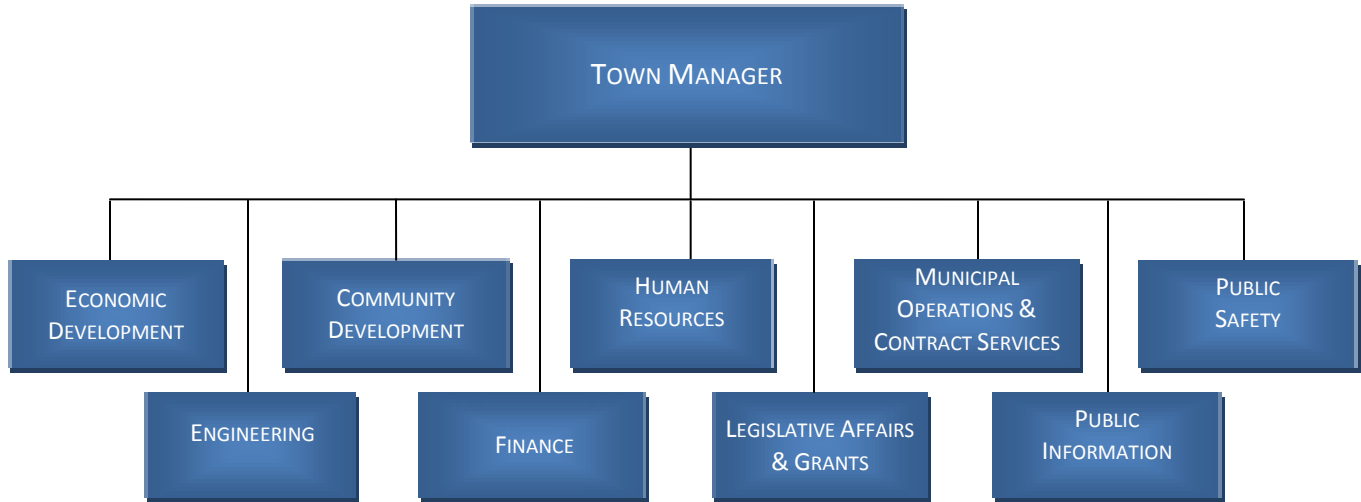 TOWN MANAGER
ECONOMIC
DEVELOPMENT
COMMUNITY
DEVELOPMENT
HUMAN
RESOURCES
MUNICIPAL
OPERATIONS &
CONTRACT SERVICES
PUBLIC
SAFETY
ENGINEERING
FINANCE
LEGISLATIVE AFFAIRS
& GRANTS
PUBLIC
INFORMATION